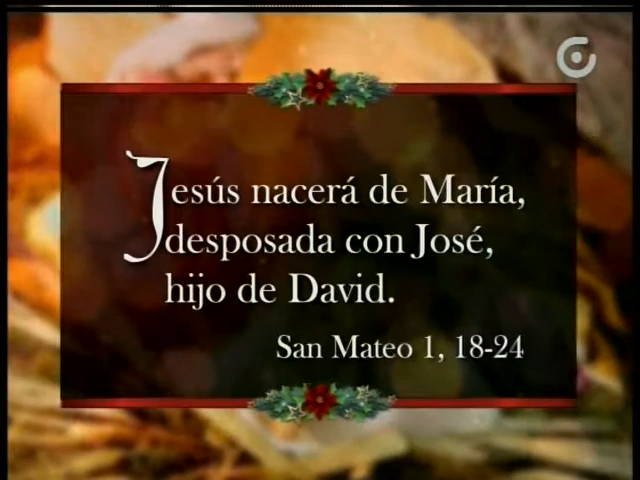 Jesús nacerá de María,
desposada con José,
hijo de David.
San Mateo 1, 18-24